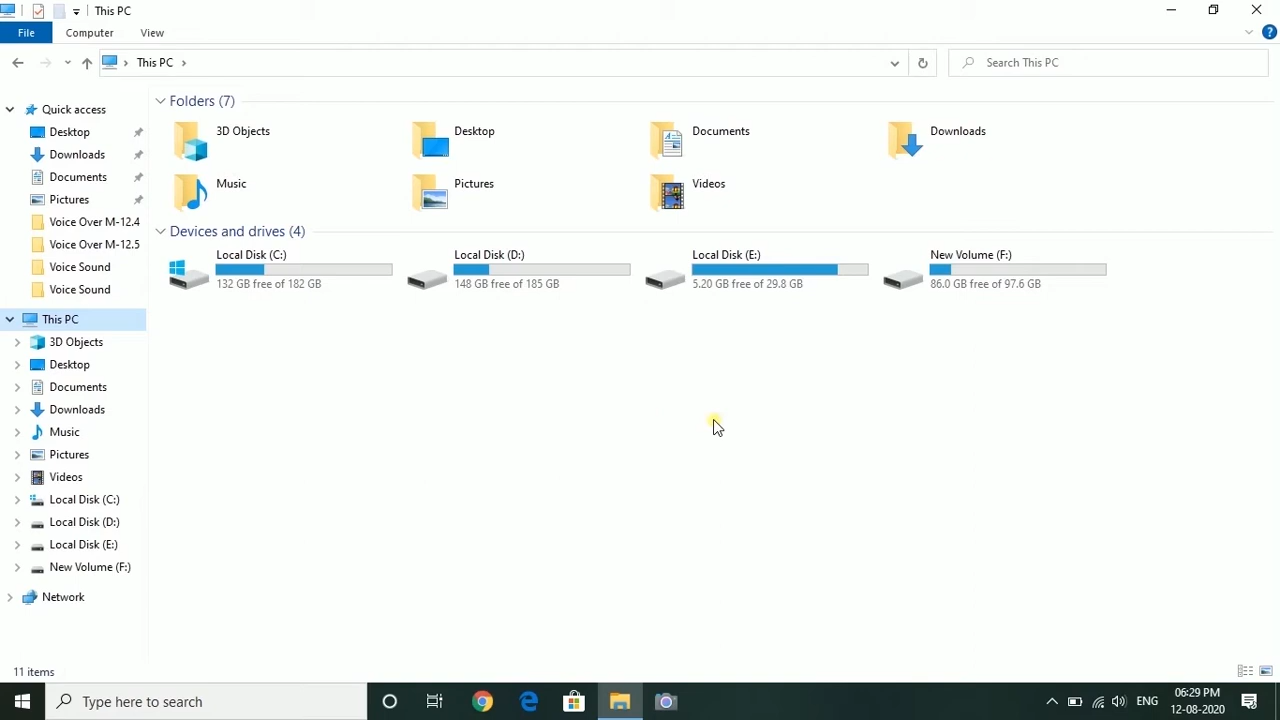 This PC
File Computer View
This PC
Search This PC
Quick access
Desktop
Downloads
Documents
Pictures
Voice Over M-12.4
Voice Over M-12.5
Voice Sound
Voice Sound
This PC
3D Objects
Desktop
Documents
Downloads
Music
Pictures
Videos
Local Disk (C:)
Local Disk (D:)
Local Disk (E:)
New Volume (F:)
Network
Folders (7)
3D Objects
Desktop
Documents
Downloads
Music
Pictures
Videos
Devices and drives (4)
Local Disk (C:)
132 GB free of 182 GB
Local Disk (D:)
148 GB free of 185 GB
Local Disk (E:)
5.20 GB free of 29.8 GB
New Volume (F:)
86.0 GB free of 97.6 GB
11 items
Type here to search
ENG
06:29 PM
12-08-2020